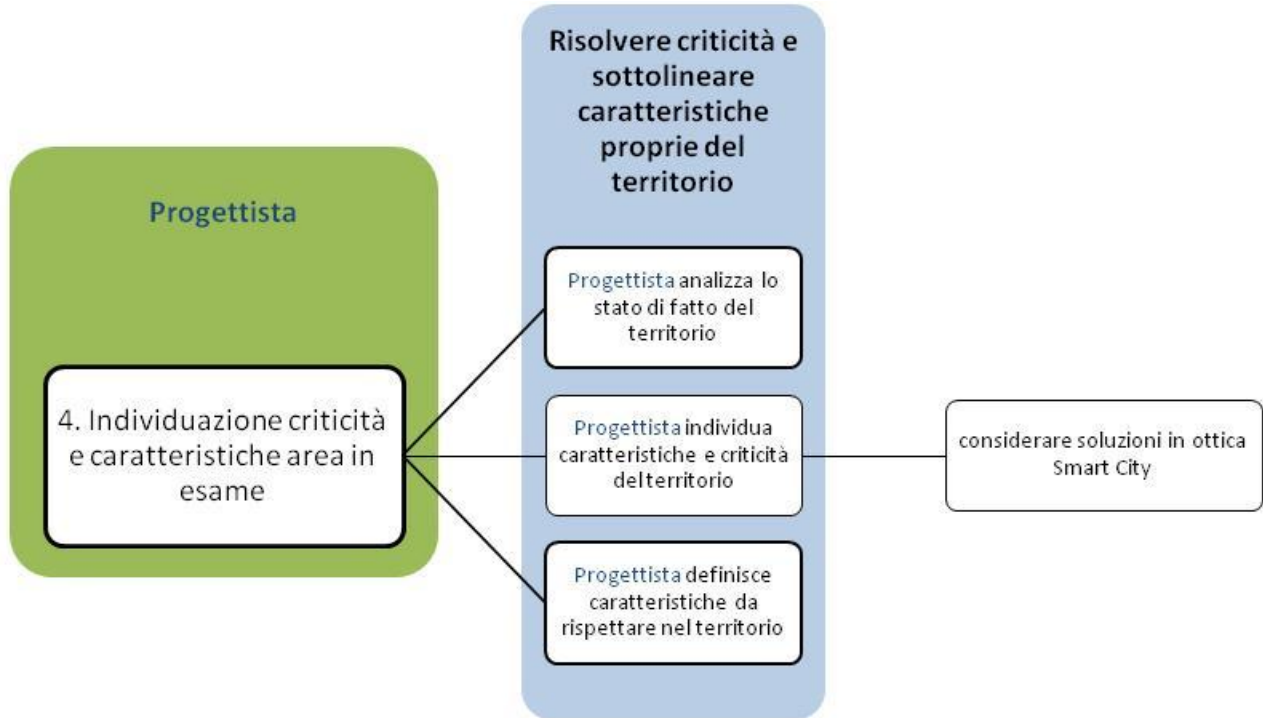 Progettista
4. Individuazione criticità
e caratteristiche area in
esame
Risolvere criticità e
sottolineare
caratteristiche
proprie del
territorio
Progettista analizza lo
stato di fatto del
territorio
Progettista individua
caratteristiche e criticità
del territorio
Progettista definisce
caratteristiche da
rispettare nel territorio
considerare soluzioni in ottica
Smart City